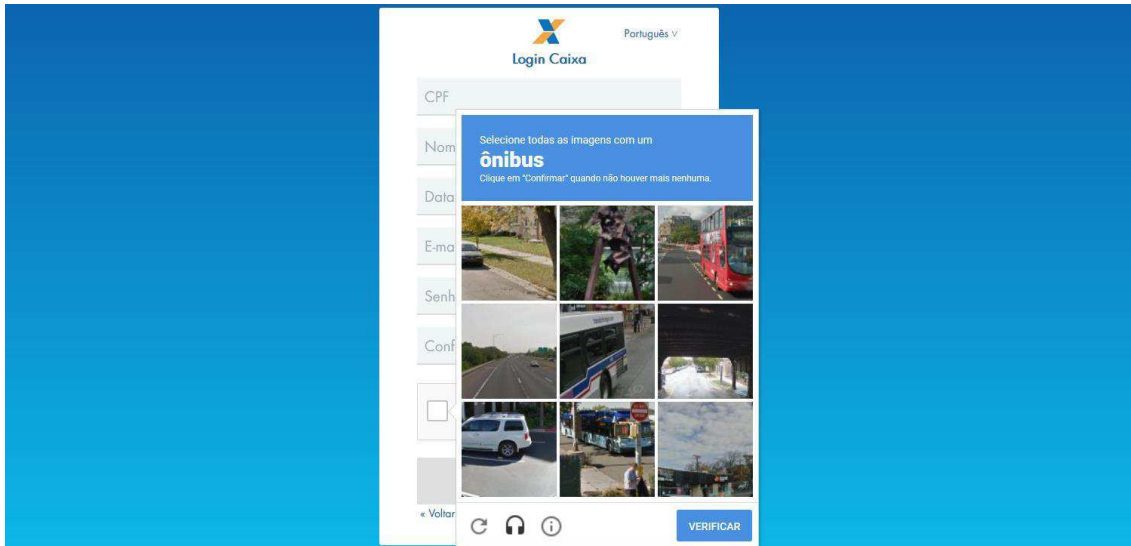 Português v
Login Caixa
CPF
Nom
Data
E-ma
Senh
Conf
« Voltar
Selecione todas as imagens com um
ônibus
Clique em "Confirmar" quando não houver mais nenhuma.
VERIFICAR